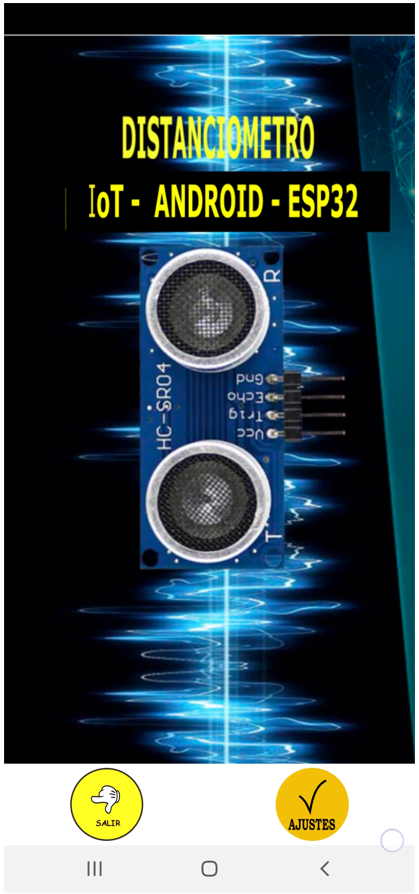 DISTANCIOMETRO
IoT - ANDROID - ESP32
R
Gnd
Echo
Trig
Vcc
HC-SR04
T
SALIR
AJUSTES